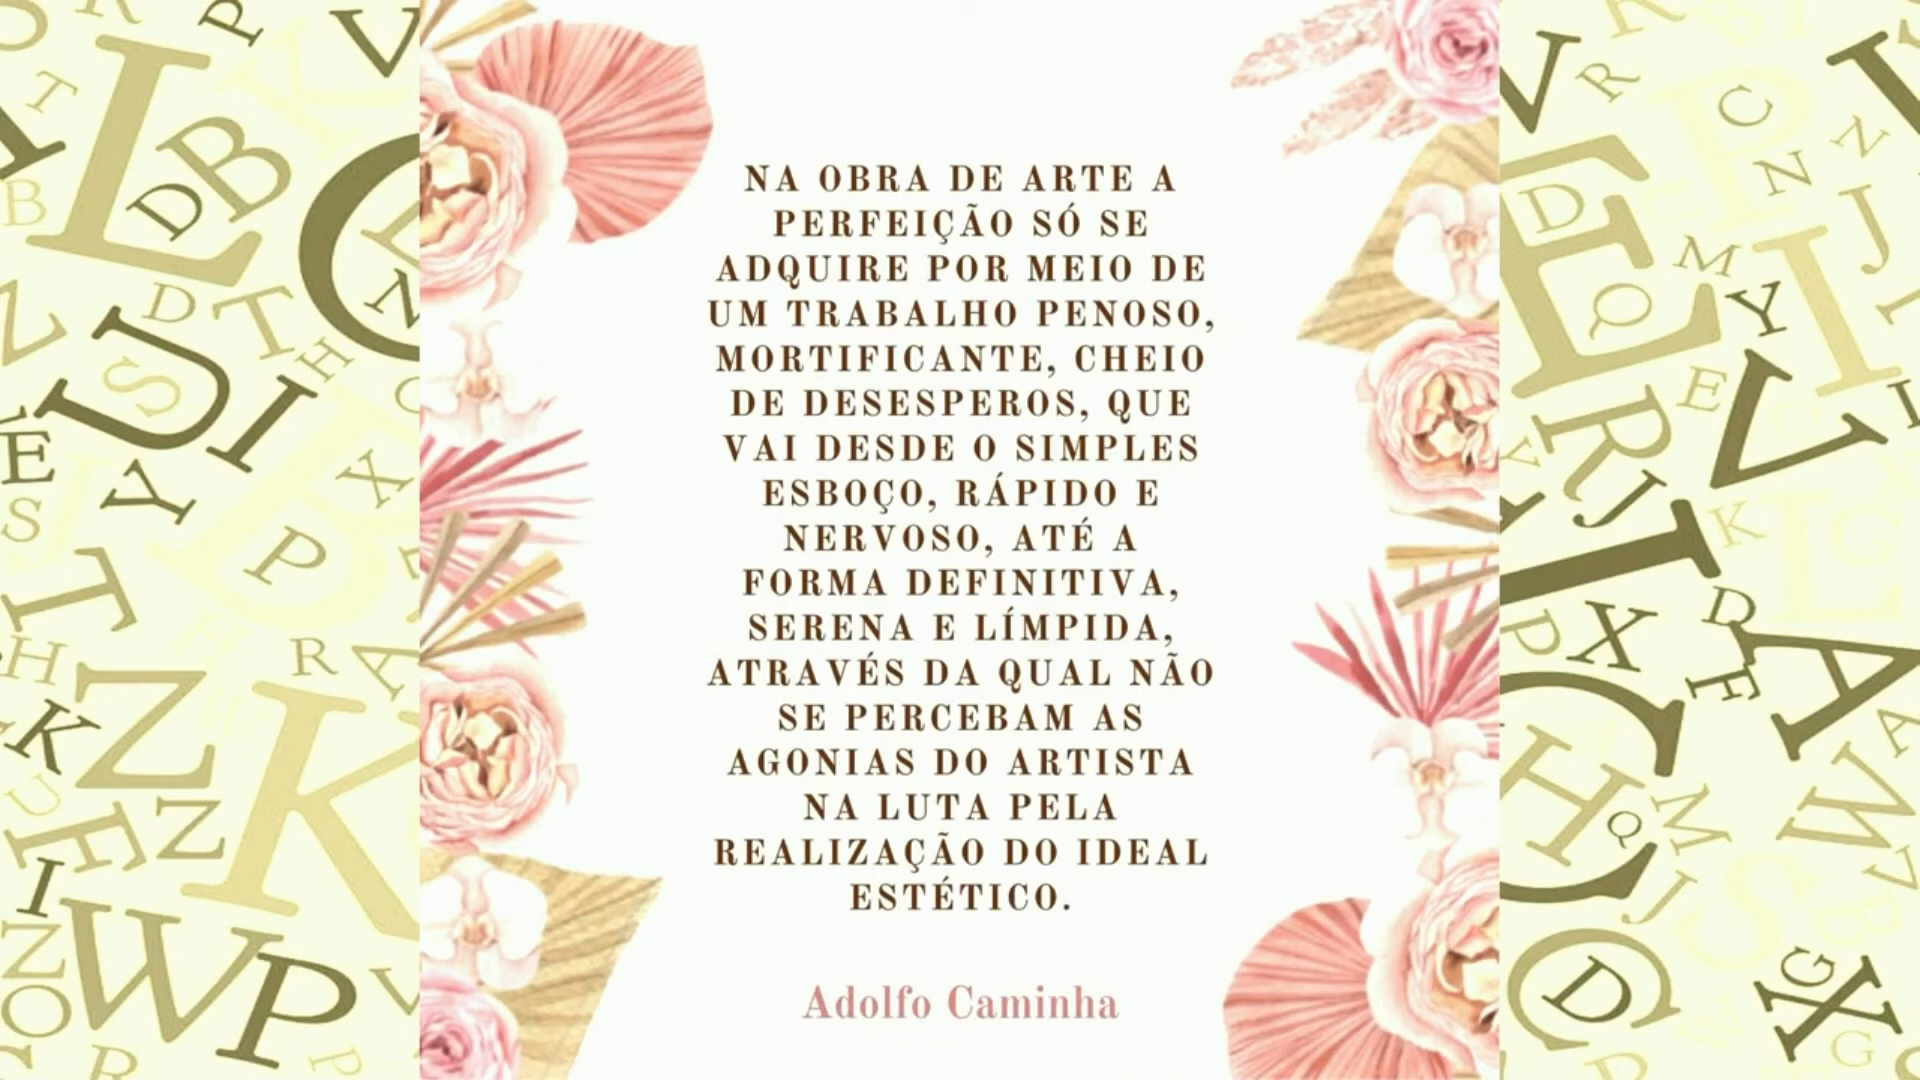 NA OBRA DE ARTE A
PERFEIÇÃO SÓ SE
ADQUIRE POR MEIO DE
UM TRABALHO PENOSO,
MORTIFICANTE, CHEIO
DE DESESPEROS, QUE
VAI DESDE O SIMPLES
ESBOÇO, RÁPIDO E
NERVOSO, ATÉ A
FORMA DEFINITIVA,
SERENA E LÍMPIDA,
ATRAVÉS DA QUAL NÃO
SE PERCEBAM AS
AGONIAS DO ARTISTA
NA LUTA PELA
REALIZAÇÃO DO IDEAL
ESTÉTICO.
Adolfo Caminha